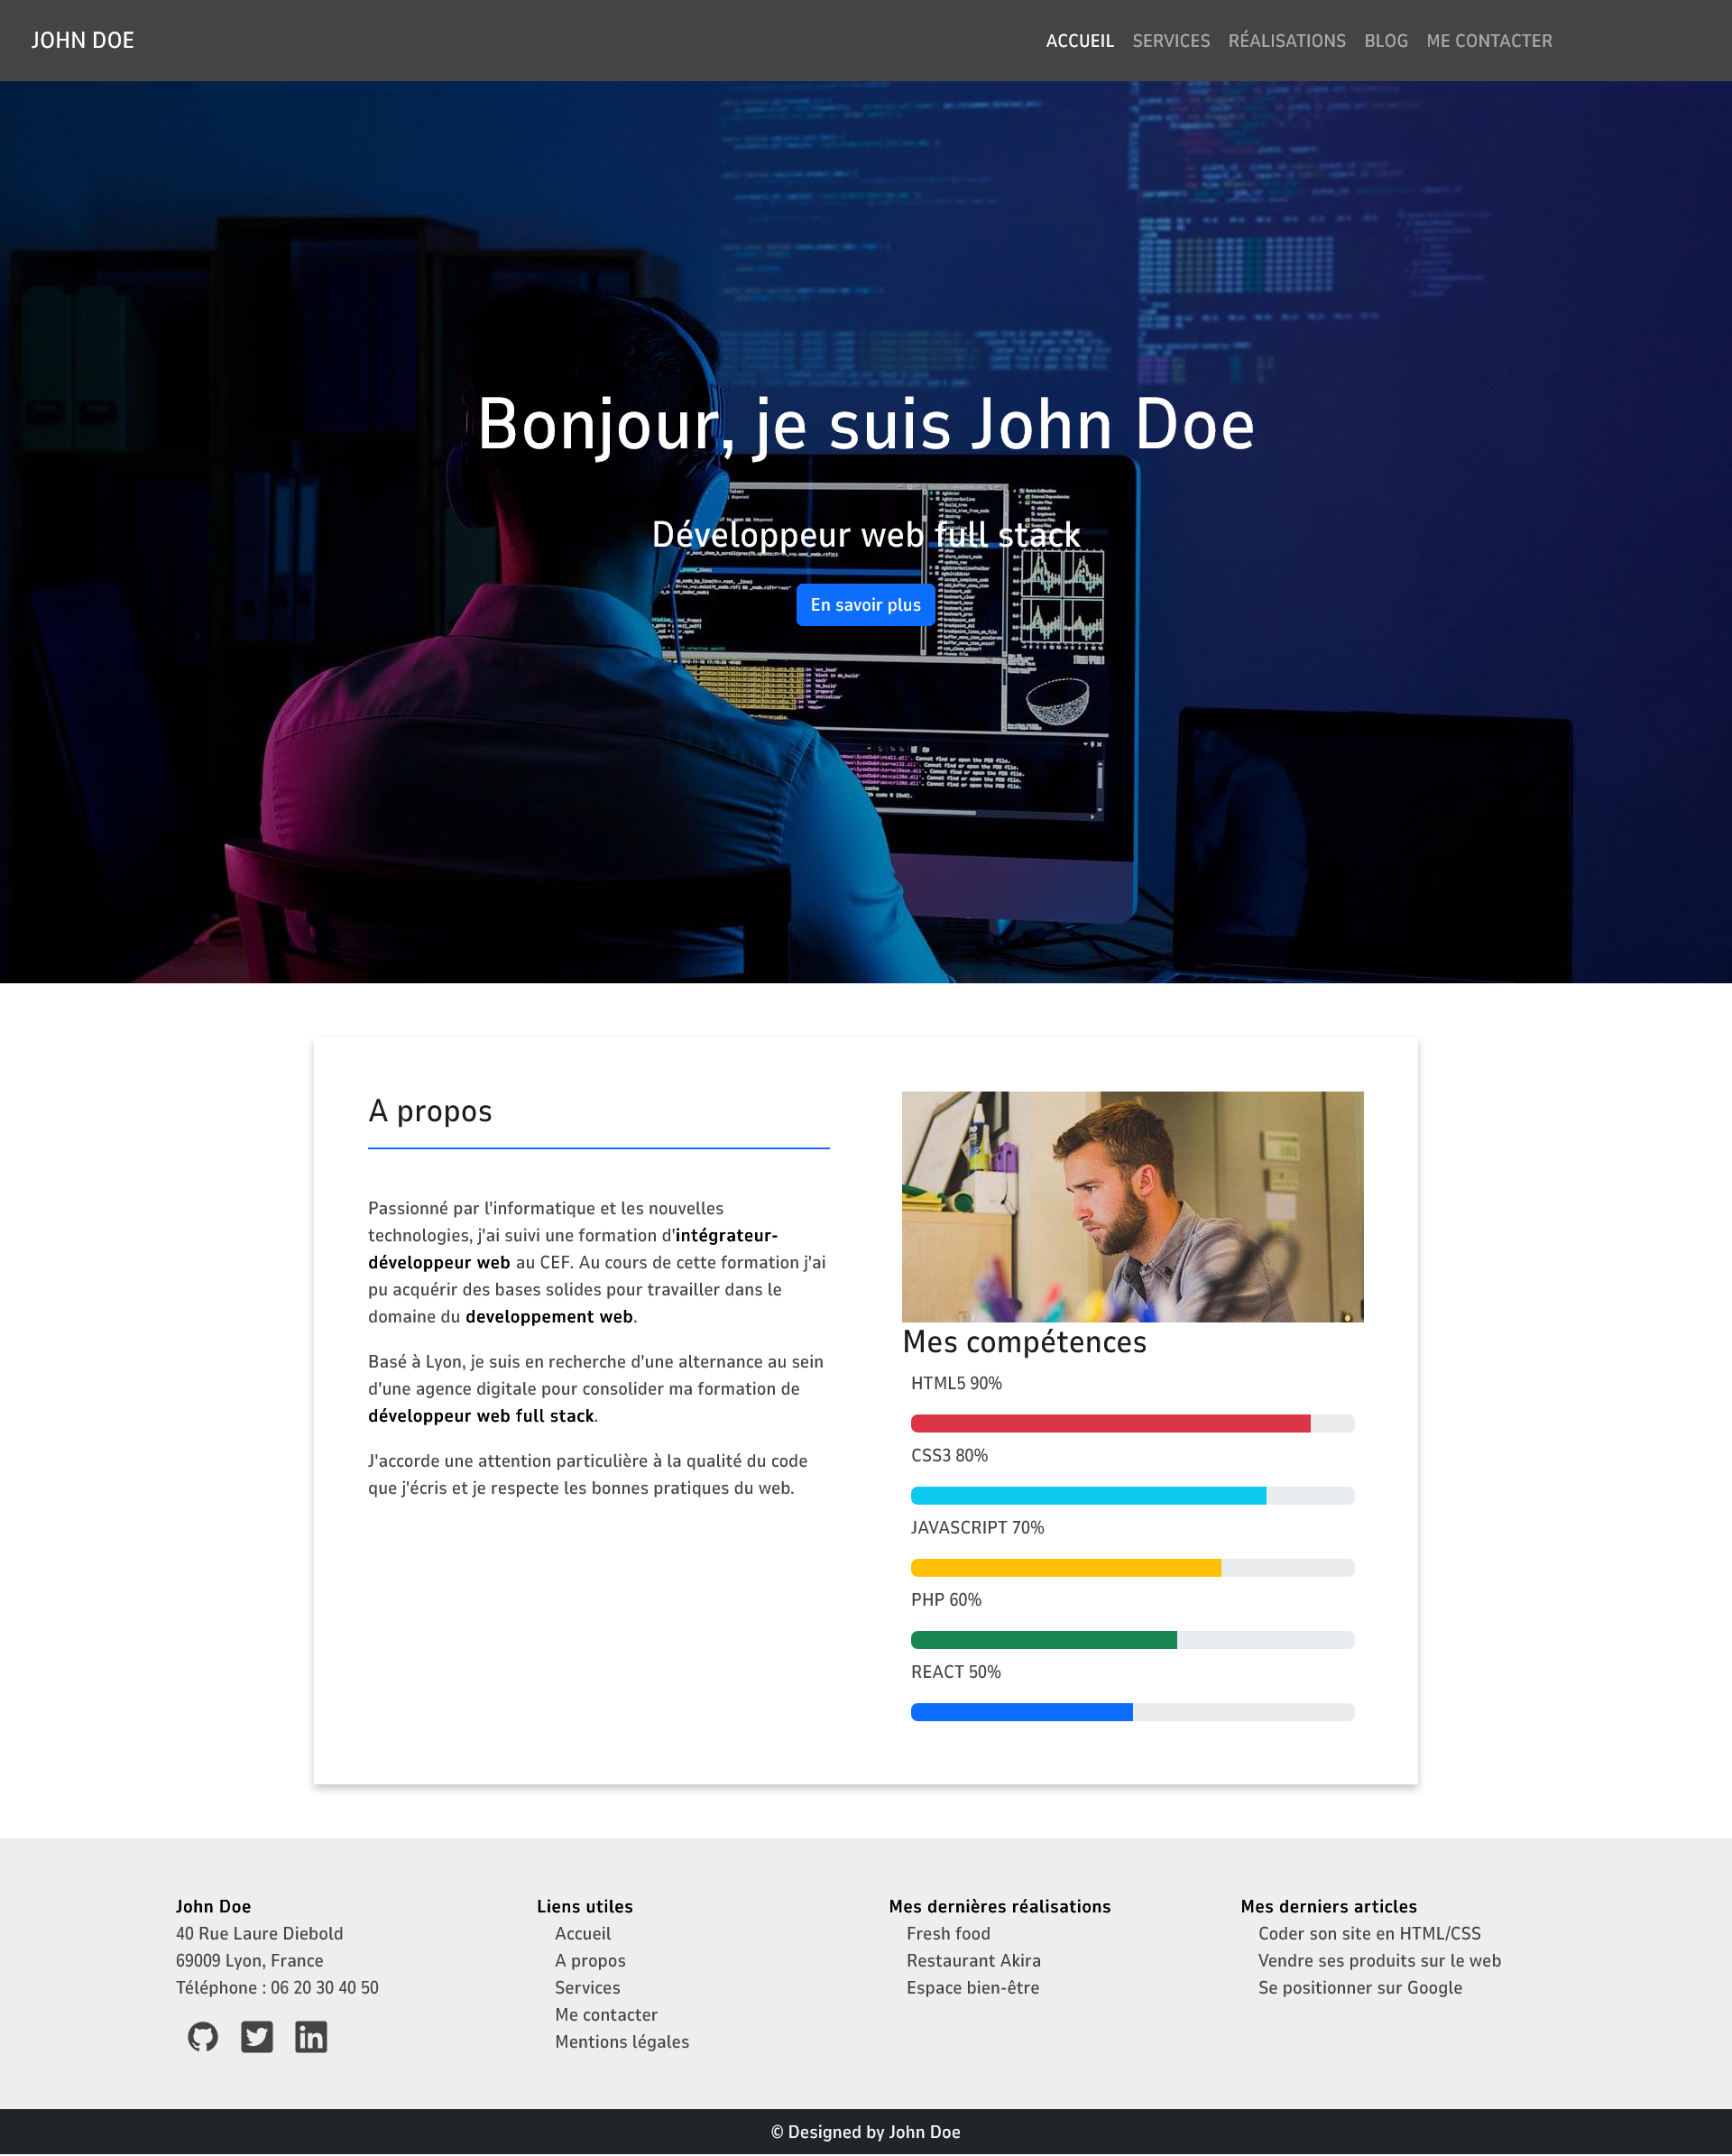 JOHN DOE
ACCUEIL SERVICES RÉALISATIONS BLOG ME CONTACTER
Bonjour, je suis John Doe
Développeur web full stack
En savoir plus
A propos
Passionné par l'informatique et les nouvelles
technologies, j'ai suivi une formation d'intégrateur-
développeur web au CEF. Au cours de cette formation j'ai
pu acquérir des bases solides pour travailler dans le
domaine du developpement web.
Basé à Lyon, je suis en recherche d'une alternance au sein
d'une agence digitale pour consolider ma formation de
développeur web full stack.
J'accorde une attention particulière à la qualité du code
que j'écris et je respecte les bonnes pratiques du web.
Mes compétences
HTML5 90%
CSS3 80%
JAVASCRIPT 70%
PHP 60%
REACT 50%
John Doe
40 Rue Laure Diebold
69009 Lyon, France
Téléphone : 06 20 30 40 50
Liens utiles
Accueil
A propos
Services
Me contacter
Mentions légales
Mes dernières réalisations
Fresh food
Restaurant Akira
Espace bien-être
Mes derniers articles
Coder son site en HTML/CSS
Vendre ses produits sur le web
Se positionner sur Google
© Designed by John Doe